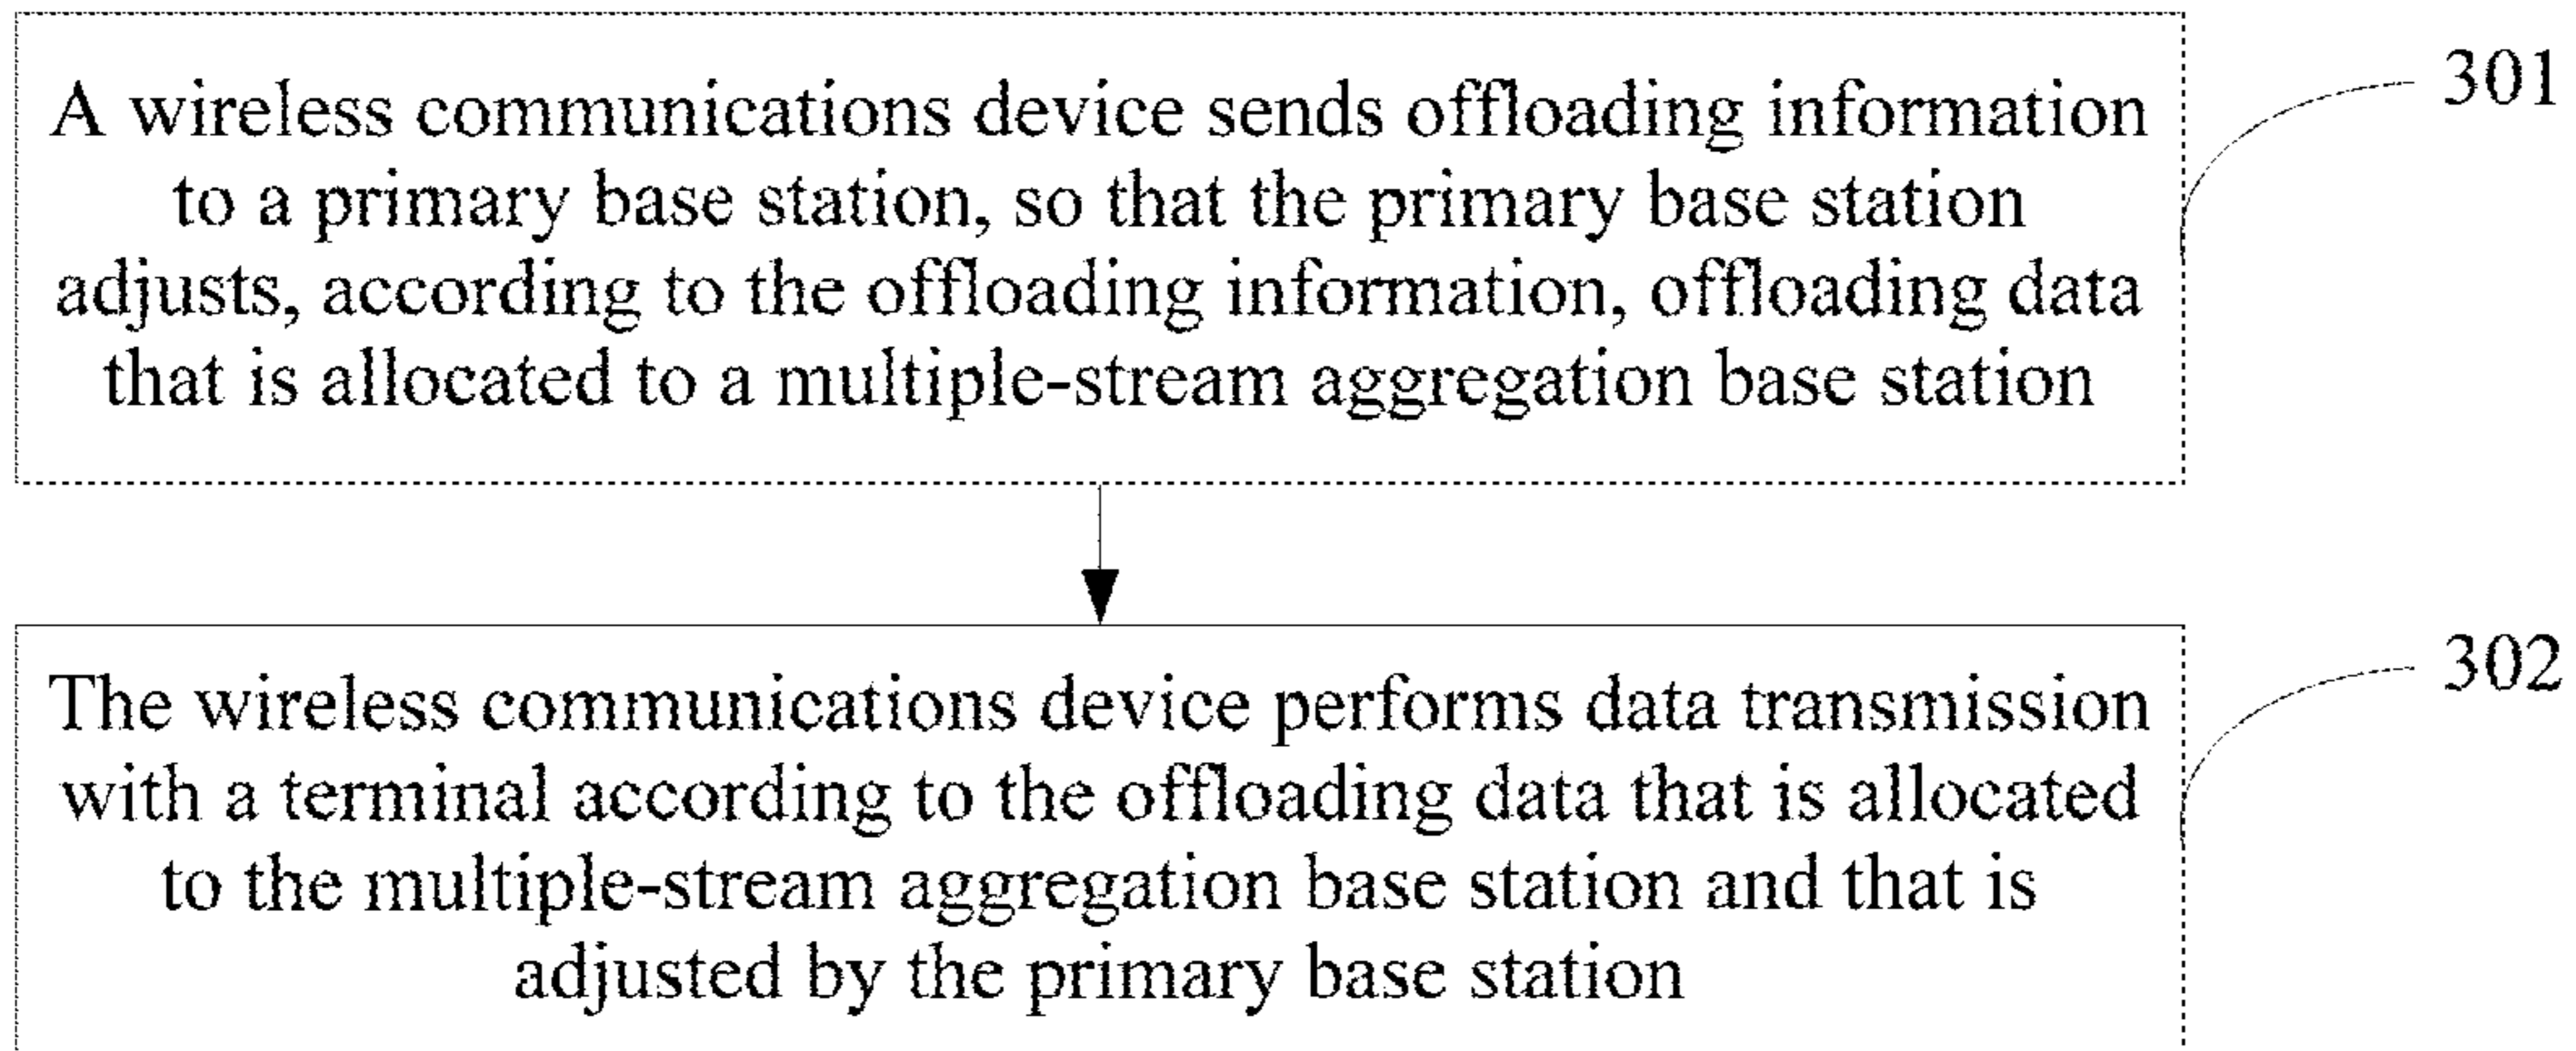 A wireless communications device sends offloading information
to a primary base station, so that the primary base station
adjusts, according to the offloading information, offloading data
that is allocated to a multiple-stream aggregation base station
301
The wireless communications device performs data transmission
with a terminal according to the offloading data that is allocated
to the multiple-stream aggregation base station and that is
adjusted by the primary base station
302